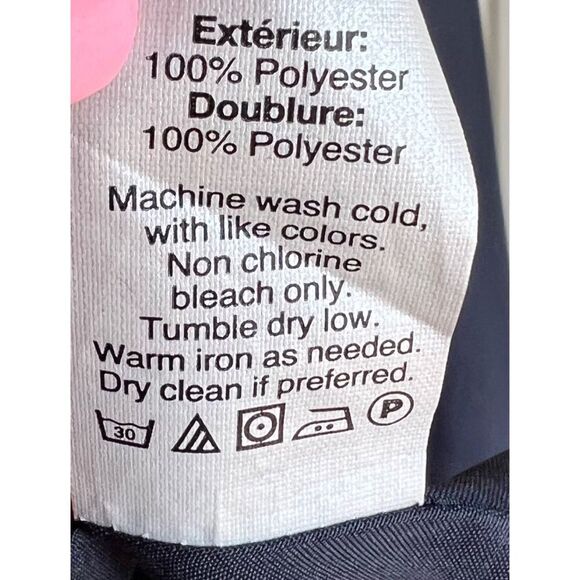 Extérieur:
100% Polyester
Doublure:
100% Polyester
Machine wash cold,
with like colors.
Non chlorine
bleach only.
Tumble dry low.
Warm iron as needed.
Dry clean if preferred.
30 P